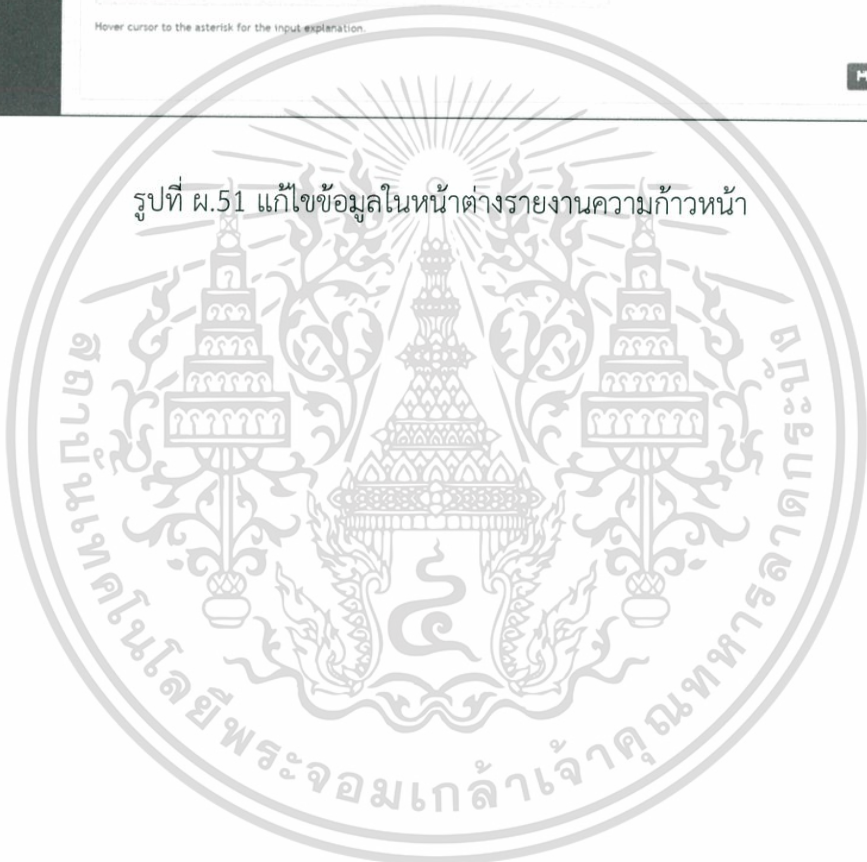 Hover cursor to the asterisk for the input explanation.
รูปที่ ผ.51 แก้ไขข้อมูลในหน้าต่างรายงานความก้าวหน้า
สถาบันเทคโนโลยีพระจอมเกล้าเจ้าคุณทหารลาดกระบัง